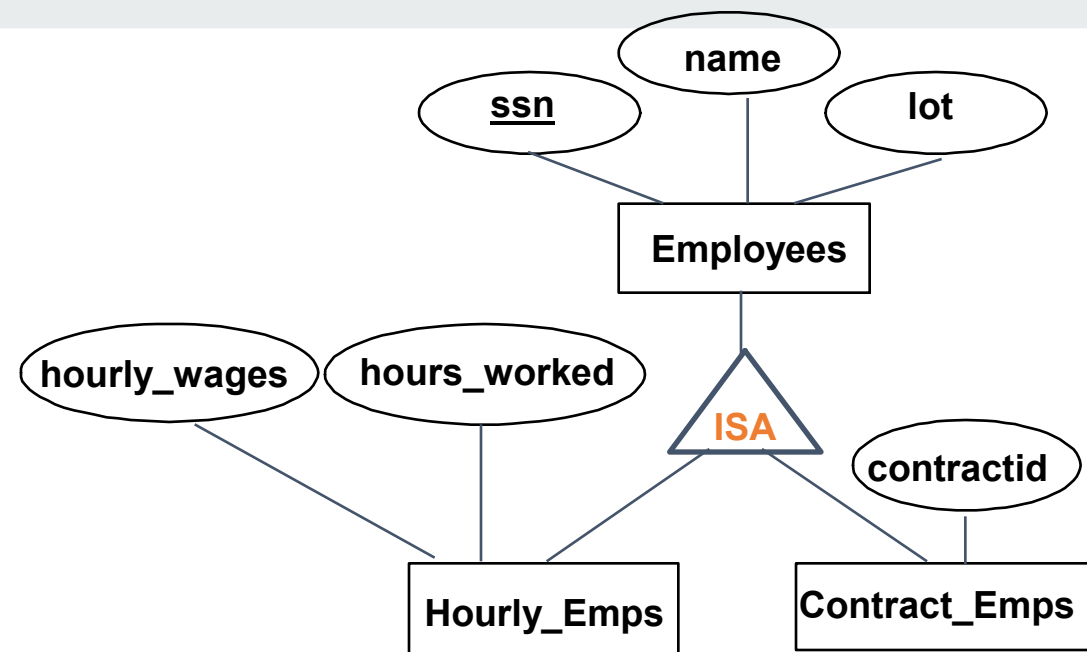 name
ssn
lot
Employees
hourly_wages
hours_worked
ISA
contractid
Hourly_Emps
Contract_Emps